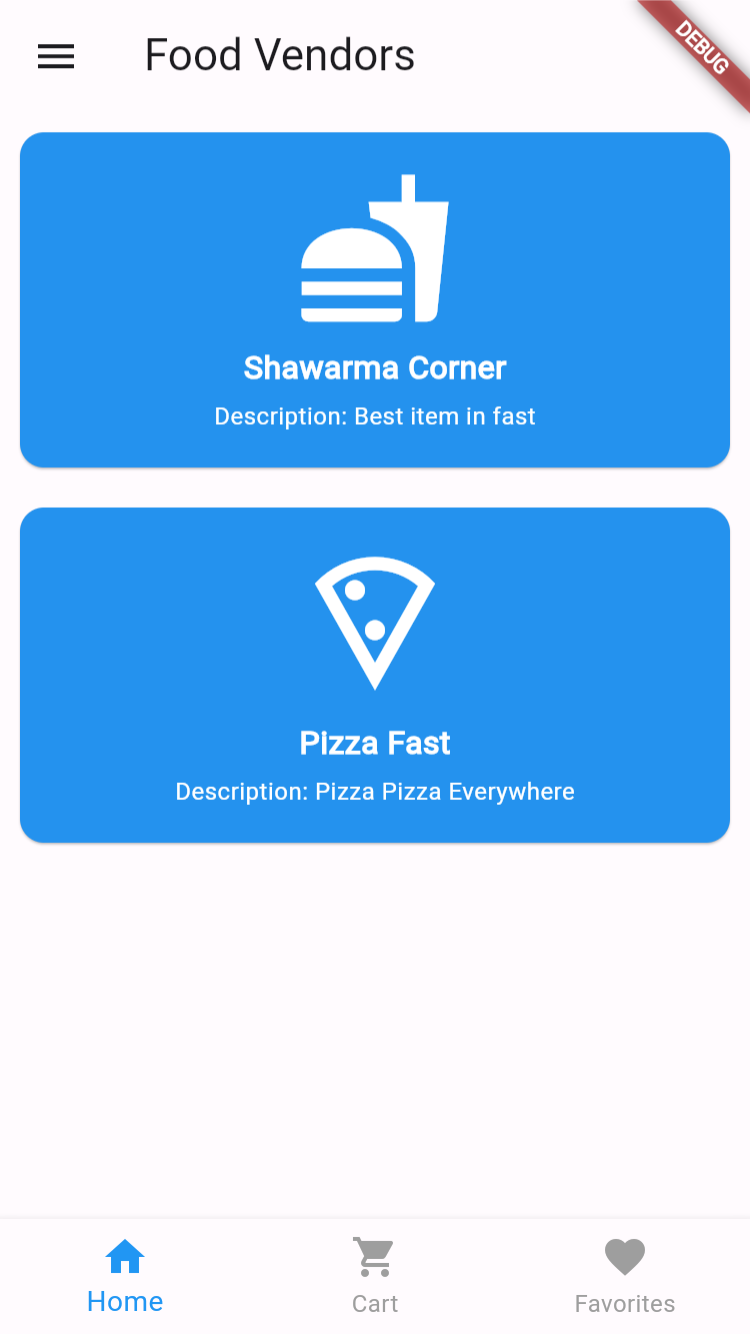 Food Vendors
DEBUG
Shawarma Corner
Description: Best item in fast
Pizza Fast
Description: Pizza Pizza Everywhere
Home
Cart
Favorites